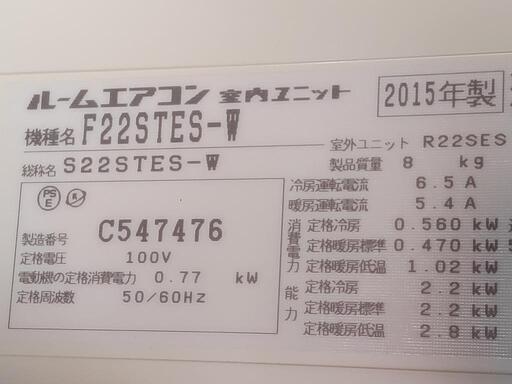 ルームエアコン 室内ユニット 2015年製
機種名 F22STES-W
室外ユニット R22SES
総称名 S22STES-W
製品質量 8 kg
PS E
冷房運転電流 6.5 A
暖房運転電流 5.4 A
製造番号 C547476
定格電圧 100V
電動機の定格消費電力 0.77 kW
定格周波数 50/60Hz
消費電力 定格冷房 0.560 kW
定格暖房標準 0.470 kW
定格暖房低温 1.02 kW
能力 定格冷房 2.2 kW
定格暖房標準 2.2 kW
定格暖房低温 2.8 kW